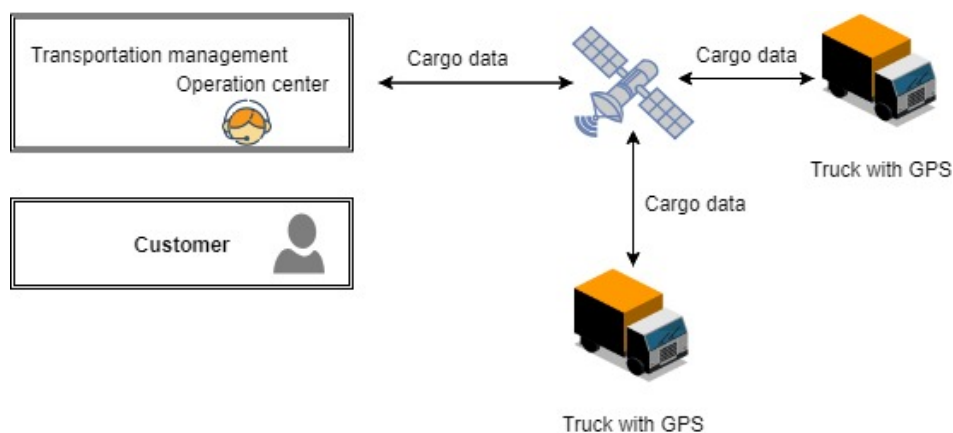 Transportation management
Operation center
Cargo data
Cargo data
Truck with GPS
Cargo data
Customer
Truck with GPS